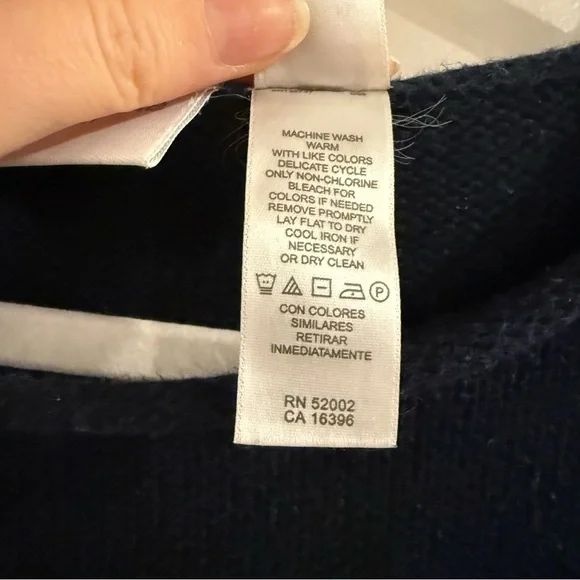 MACHINE WASH
WARM
WITH LIKE COLORS
DELICATE CYCLE
ONLY NON-CHLORINE
BLEACH FOR
COLORS IF NEEDED
REMOVE PROMPTLY
LAY FLAT TO DRY
COOL IRON IF
NECESSARY
OR DRY CLEAN
P
CON COLORES
SIMILARES
RETIRAR
INMEDIATAMENTE
RN 52002
CA 16396